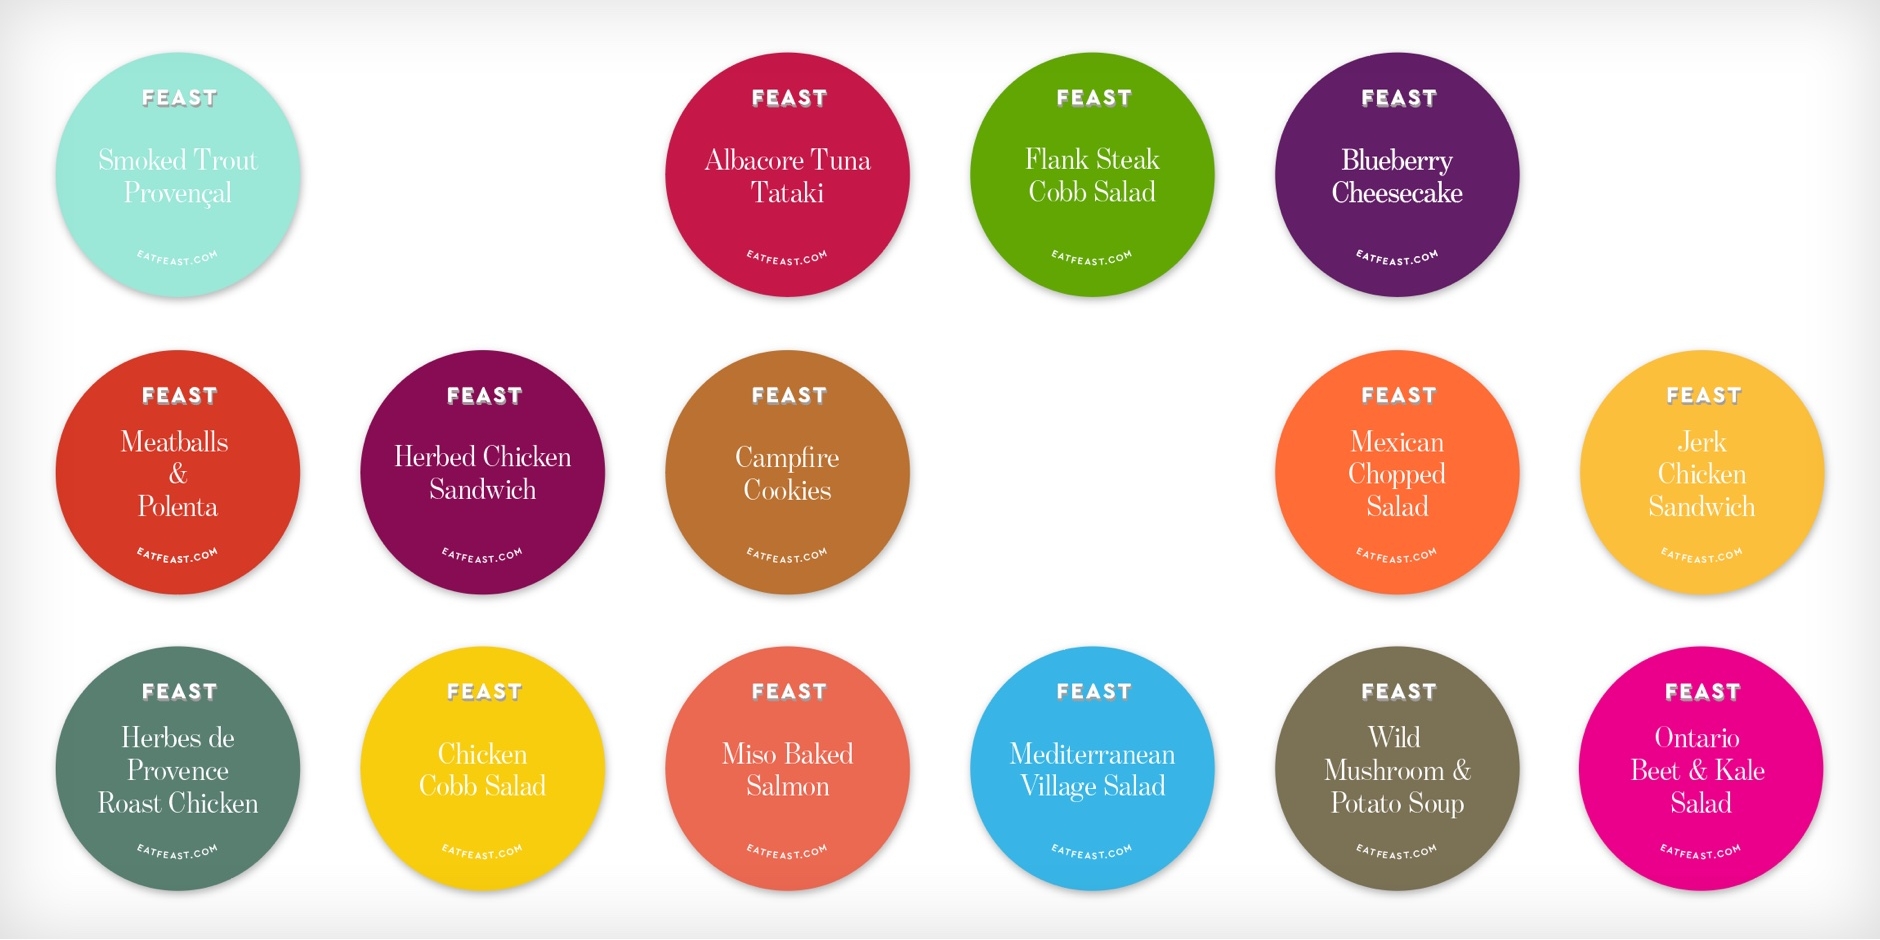 FEAST
Smoked Trout
Provençal
EATFEAST.COM
FEAST
Albacore Tuna
Tataki
EATFEAST.COM
FEAST
Flank Steak
Cobb Salad
EATFEAST.COM
FEAST
Blueberry
Cheesecake
EATFEAST.COM
FEAST
Meatballs
&
Polenta
EATFEAST.COM
FEAST
Herbed Chicken
Sandwich
EATFEAST.COM
FEAST
Campfire
Cookies
EATFEAST.COM
FEAST
Mexican
Chopped
Salad
EATFEAST.COM
FEAST
Jerk
Chicken
Sandwich
EATFEAST.COM
FEAST
Herbes de
Provence
Roast Chicken
EATFEAST.COM
FEAST
Chicken
Cobb Salad
EATFEAST.COM
FEAST
Miso Baked
Salmon
EATFEAST.COM
FEAST
Mediterranean
Village Salad
EATFEAST.COM
FEAST
Wild
Mushroom &
Potato Soup
EATFEAST.COM
FEAST
Ontario
Beet & Kale
Salad
EATFEAST.COM